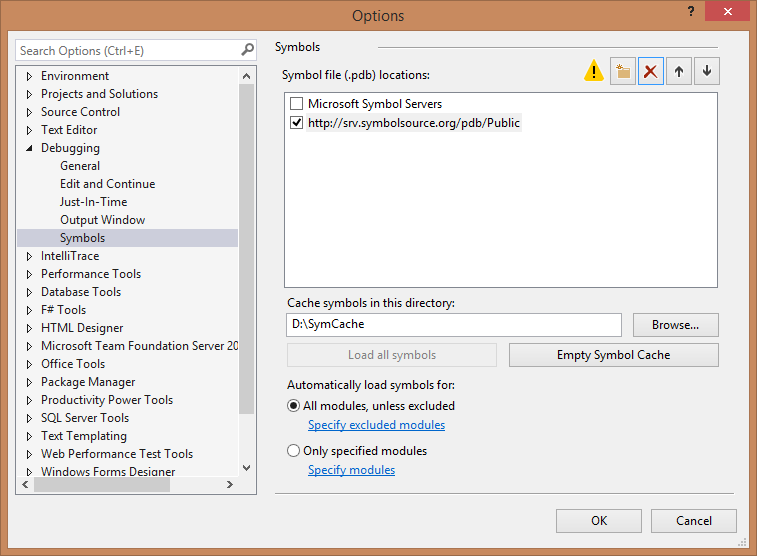 Options
?
Search Options (Ctrl+E)
Environment
Projects and Solutions
Source Control
Text Editor
Debugging
General
Edit and Continue
Just-In-Time
Output Window
Symbols
IntelliTrace
Performance Tools
Database Tools
F# Tools
HTML Designer
Microsoft Team Foundation Server 20
Office Tools
Package Manager
Productivity Power Tools
SQL Server Tools
Text Templating
Web Performance Test Tools
Windows Forms Designer
Symbols
Symbol file (.pdb) locations:
Microsoft Symbol Servers
http://srv.symbolsource.org/pdb/Public
Cache symbols in this directory:
D:\SymCache
Browse...
Load all symbols
Empty Symbol Cache
Automatically load symbols for:
All modules, unless excluded
Specify excluded modules
Only specified modules
Specify modules
OK
Cancel